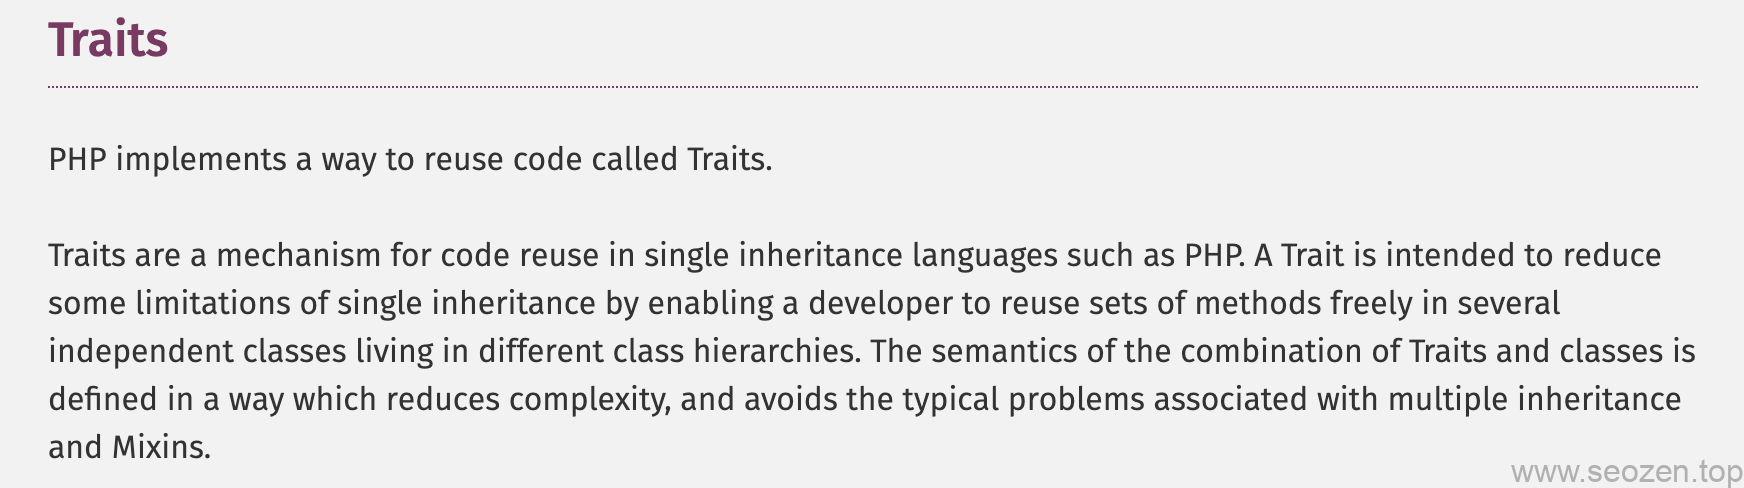 Traits
PHP implements a way to reuse code called Traits.
Traits are a mechanism for code reuse in single inheritance languages such as PHP. A Trait is intended to reduce
some limitations of single inheritance by enabling a developer to reuse sets of methods freely in several
independent classes living in different class hierarchies. The semantics of the combination of Traits and classes is
defined in a way which reduces complexity, and avoids the typical problems associated with multiple inheritance
and Mixins.
www.seozen.top